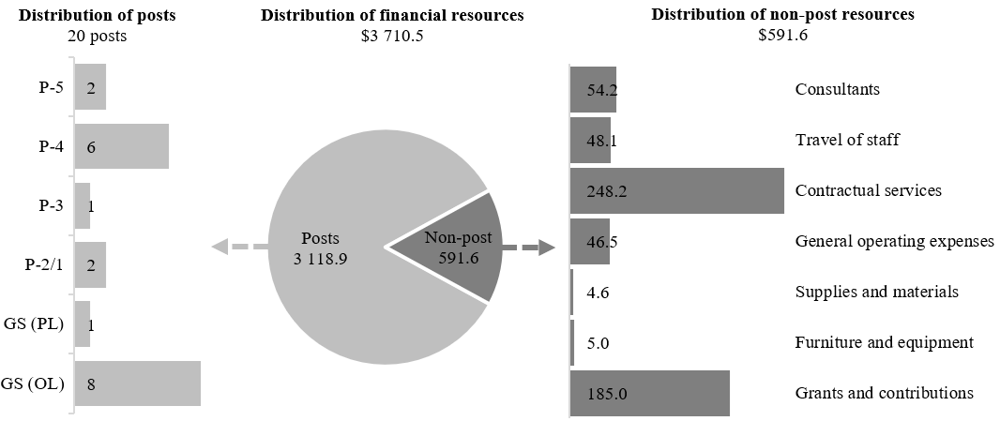 Distribution of posts
20 posts
P-5
2
P-4
6
P-3
1
P-2/1
2
GS (PL)
1
GS (OL)
8
Distribution of financial resources
$3 710.5
Posts
3 118.9
Non-post
591.6
Distribution of non-post resources
$591.6
54.2 Consultants
48.1 Travel of staff
248.2 Contractual services
46.5 General operating expenses
4.6 Supplies and materials
5.0 Furniture and equipment
185.0 Grants and contributions